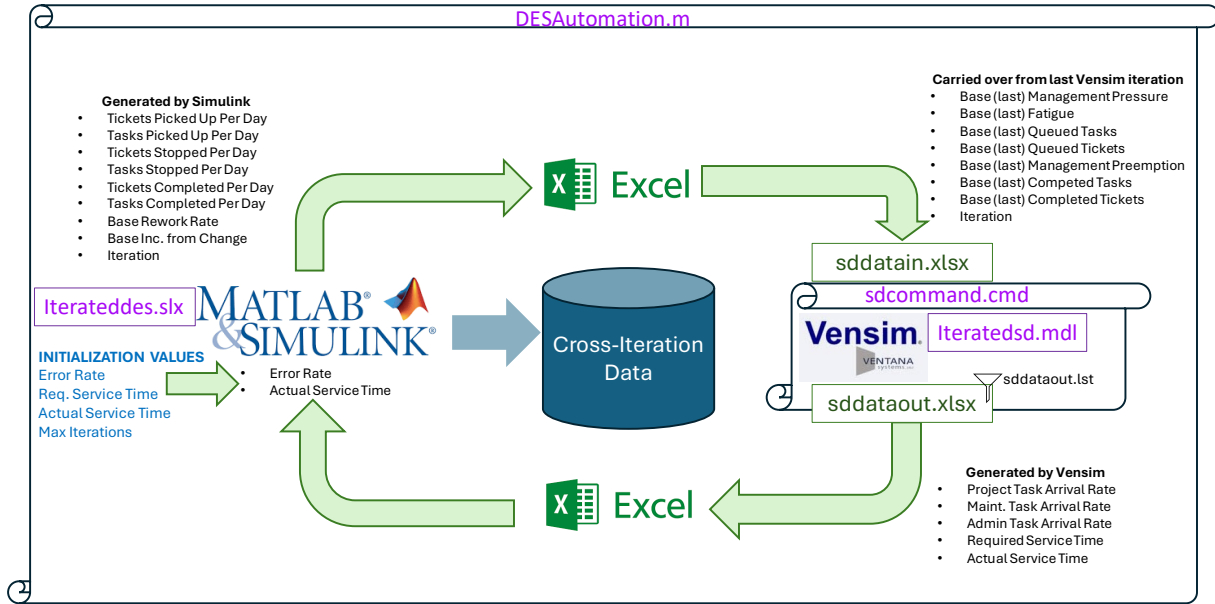 DESAutomation.m
Generated by Simulink
• Tickets Picked Up Per Day
• Tasks Picked Up Per Day
• Tickets Stopped Per Day
• Tasks Stopped Per Day
• Tickets Completed Per Day
• Tasks Completed Per Day
• Base Rework Rate
• Base Inc. from Change
• Iteration
X Excel
Carried over from last Vensim iteration
• Base (last) Management Pressure
• Base (last) Fatigue
• Base (last) Queued Tasks
• Base (last) Queued Tickets
• Base (last) Management Preemption
• Base (last) Competed Tasks
• Base (last) Completed Tickets
• Iteration
sddatain.xlsx
Iterateddes.slx
MATLAB®
&SIMULINK®
INITIALIZATION VALUES
Error Rate
Req. Service Time
Actual Service Time
Max Iterations
• Error Rate
• Actual Service Time
Cross-Iteration
Data
sdcommand.cmd
Vensim®
VENTANA
systems, inc.
Iteratedsd.mdl
sddataout.lst
sddataout.xlsx
X Excel
Generated by Vensim
• Project Task Arrival Rate
• Maint. Task Arrival Rate
• Admin Task Arrival Rate
• Required Service Time
• Actual Service Time